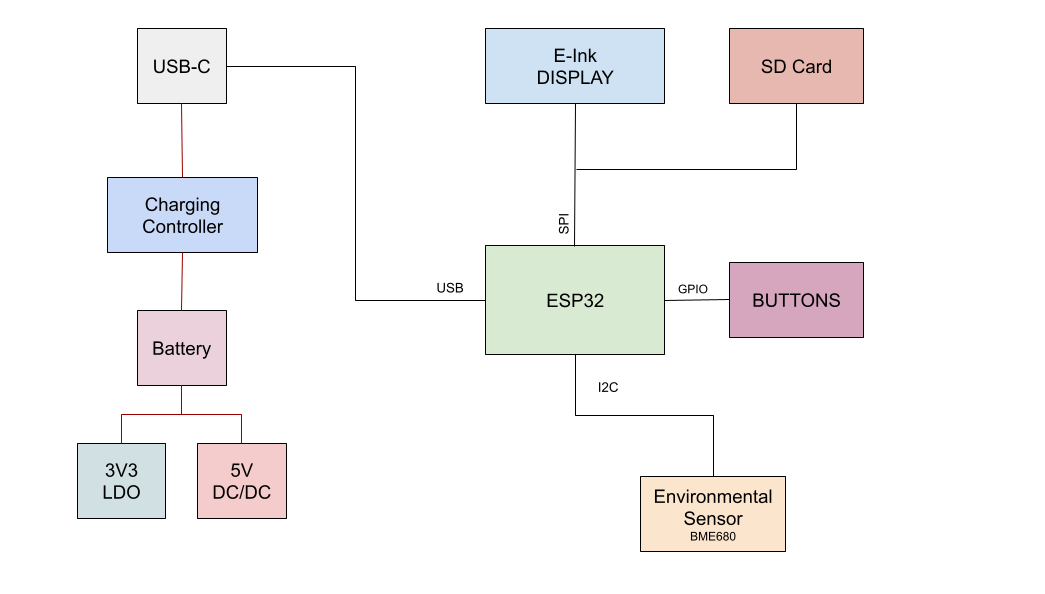 USB-C
E-Ink
DISPLAY
SD Card
Charging
Controller
SPI
USB
ESP32
GPIO
BUTTONS
Battery
I2C
3V3
LDO
5V
DC/DC
Environmental
Sensor
BME680